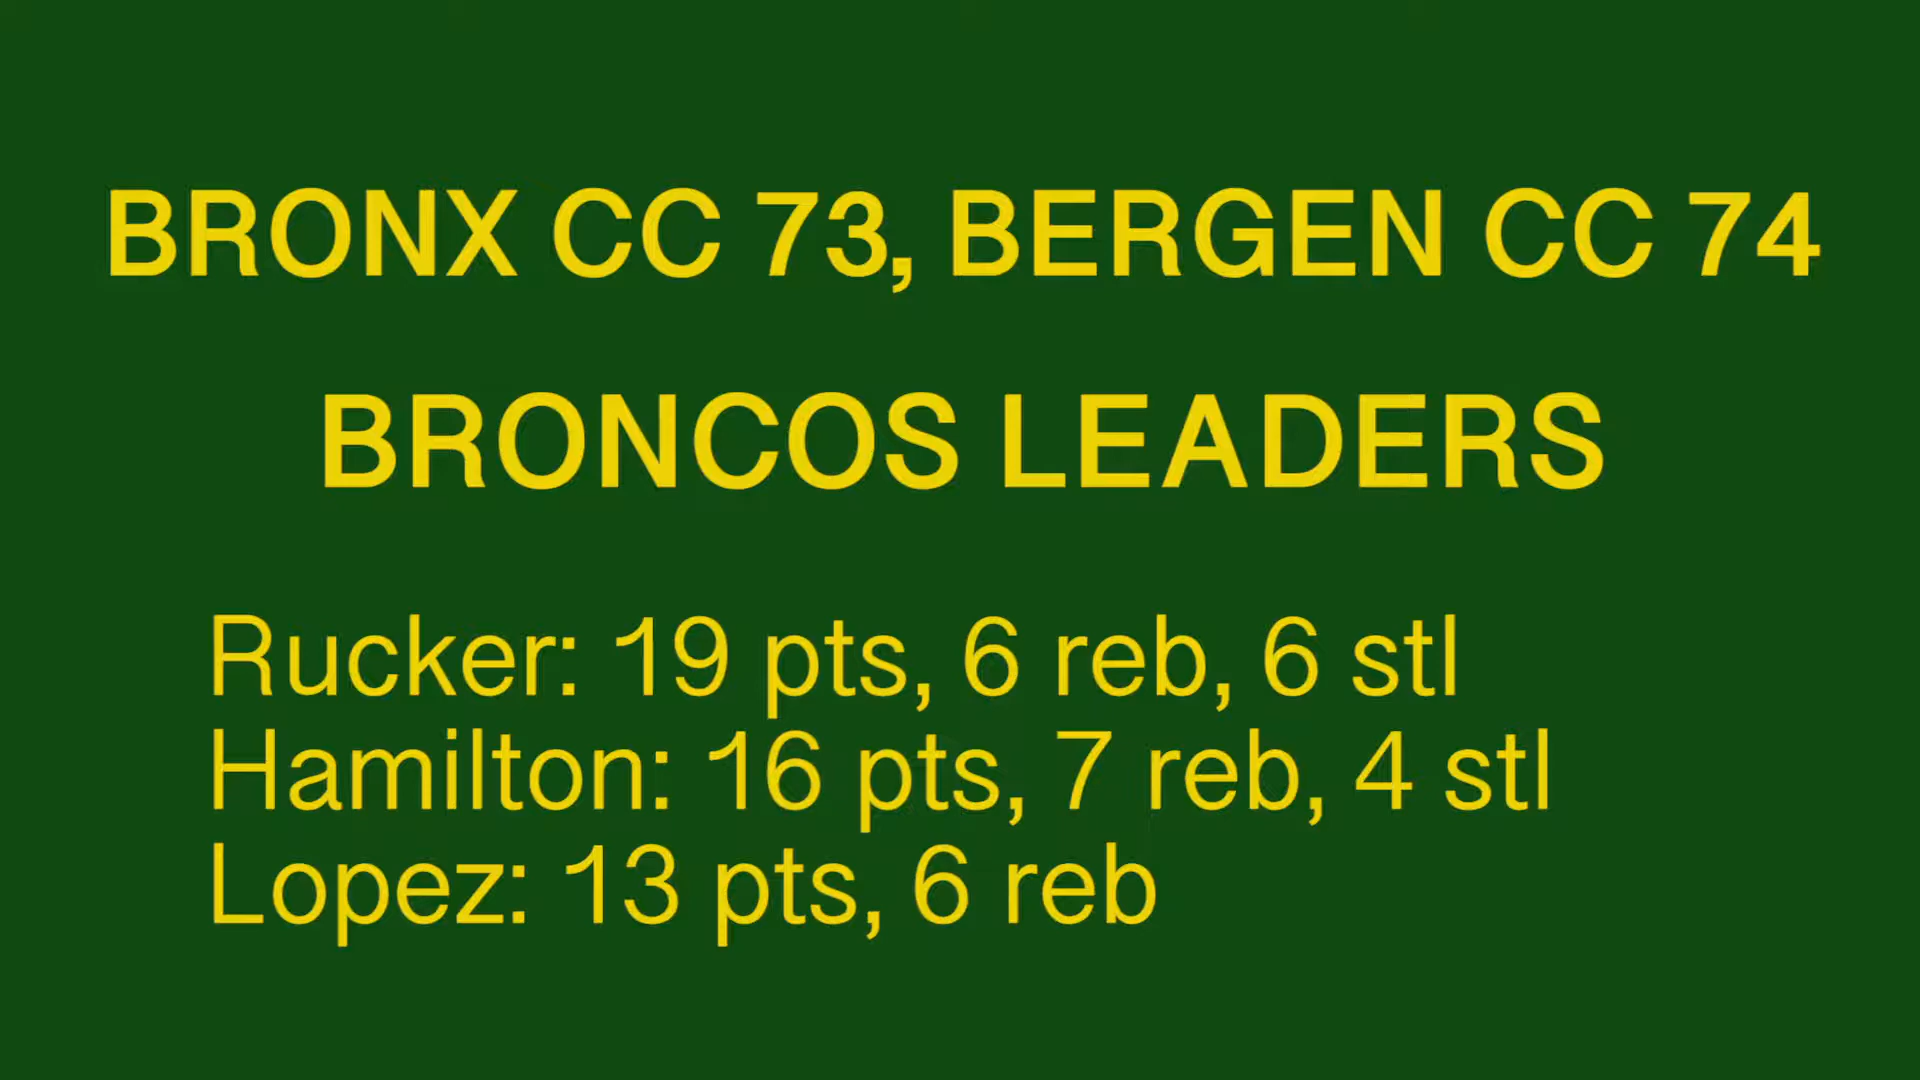 BRONX CC 73, BERGEN CC 74
BRONCOS LEADERS
Rucker: 19 pts, 6 reb, 6 stl
Hamilton: 16 pts, 7 reb, 4 stl
Lopez: 13 pts, 6 reb